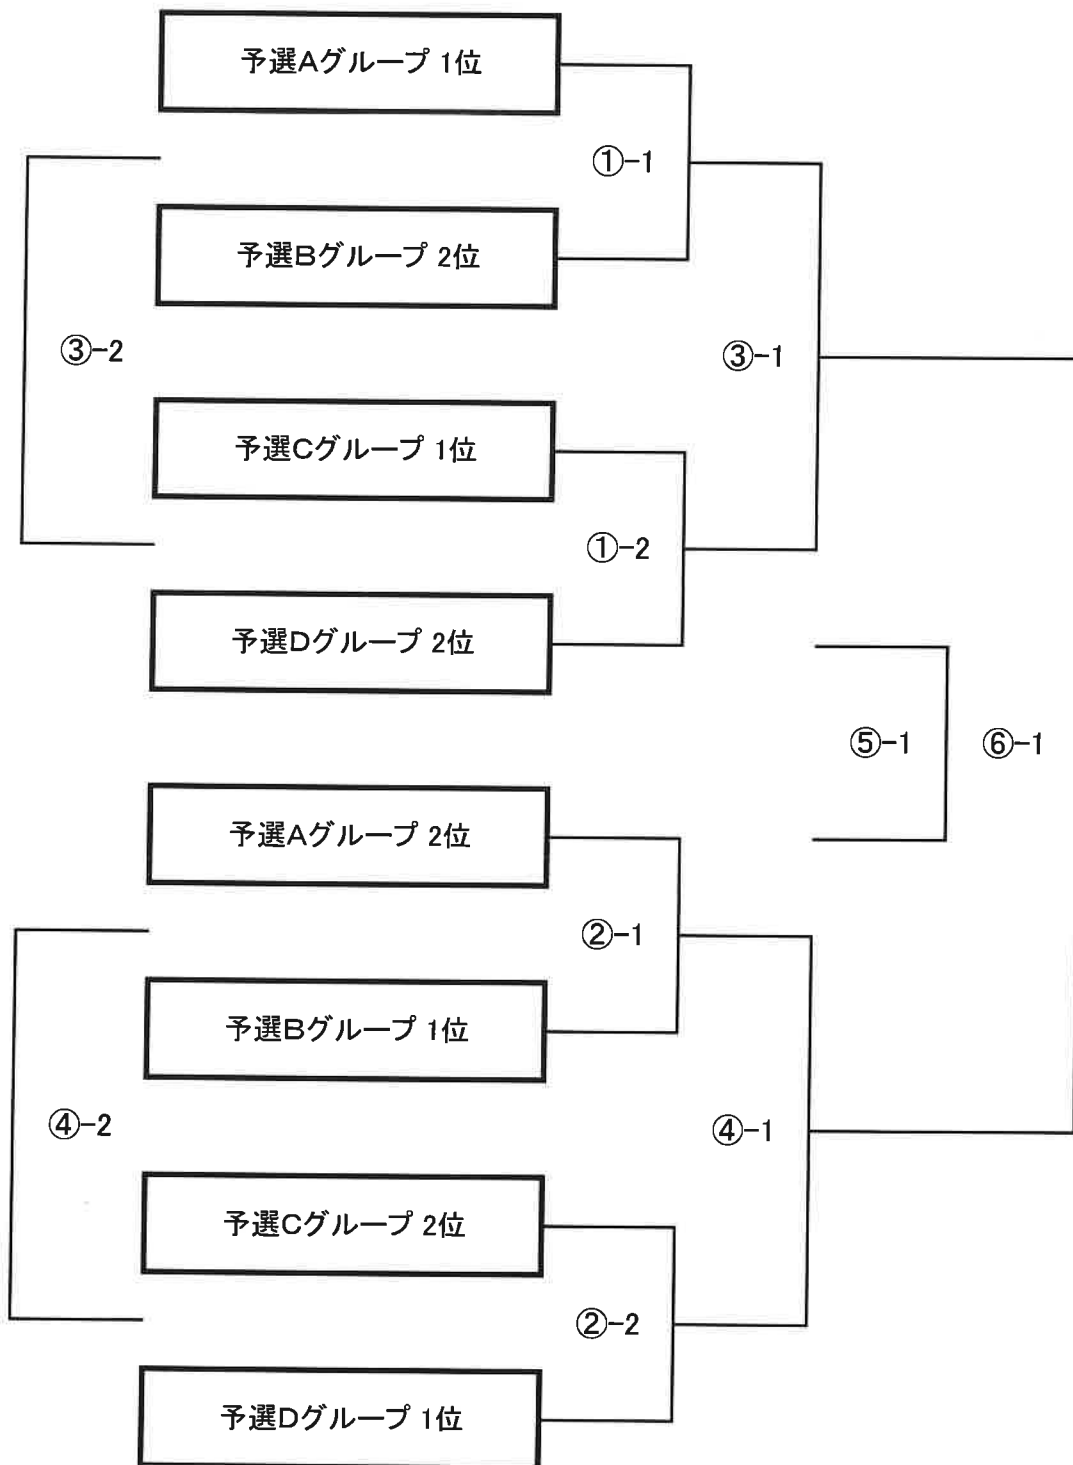 予選Aグループ 1位
①-1
予選Bグループ 2位
③-2
③-1
予選Cグループ 1位
①-2
予選Dグループ 2位
⑤-1
⑥-1
予選Aグループ 2位
②-1
予選Bグループ 1位
④-2
④-1
予選Cグループ 2位
②-2
予選Dグループ 1位